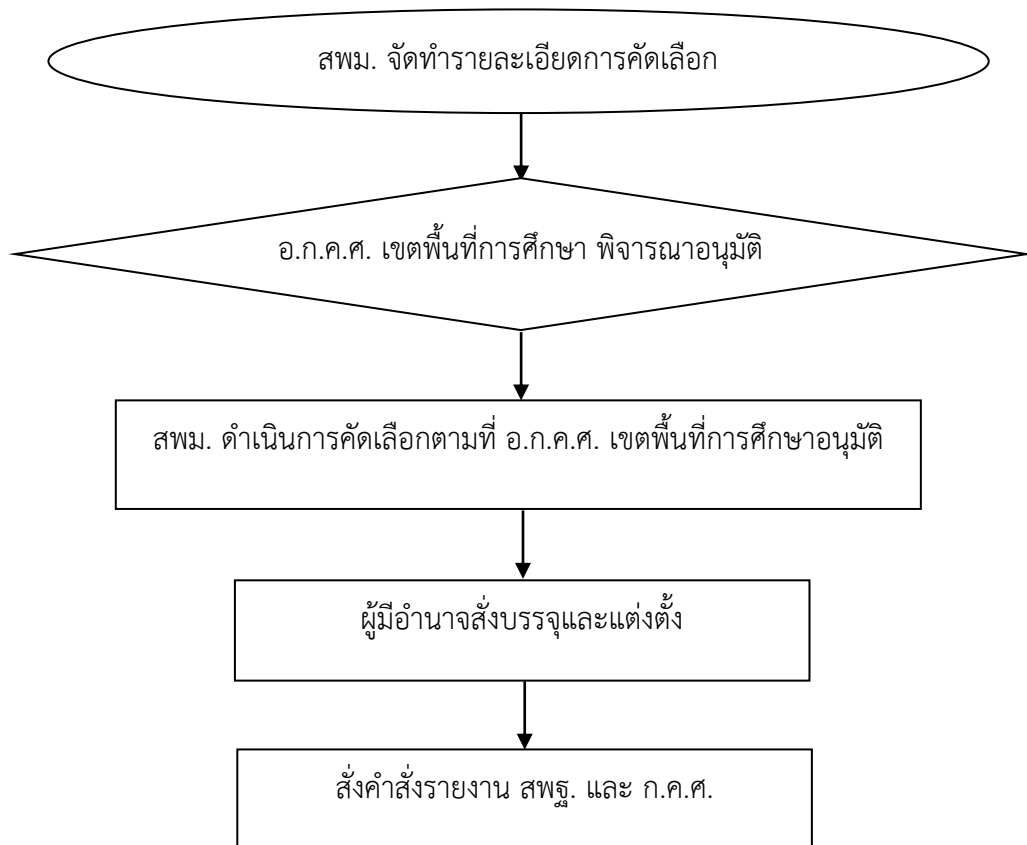 สพม. จัดทำรายละเอียดการคัดเลือก
อ.ก.ค.ศ. เขตพื้นที่การศึกษา พิจารณาอนุมัติ
สพม. ดำเนินการคัดเลือกตามที่ อ.ก.ค.ศ. เขตพื้นที่การศึกษาอนุมัติ
ผู้มีอำนาจสั่งบรรจุและแต่งตั้ง
สั่งคำสั่งรายงาน สพฐ. และ ก.ค.ศ.